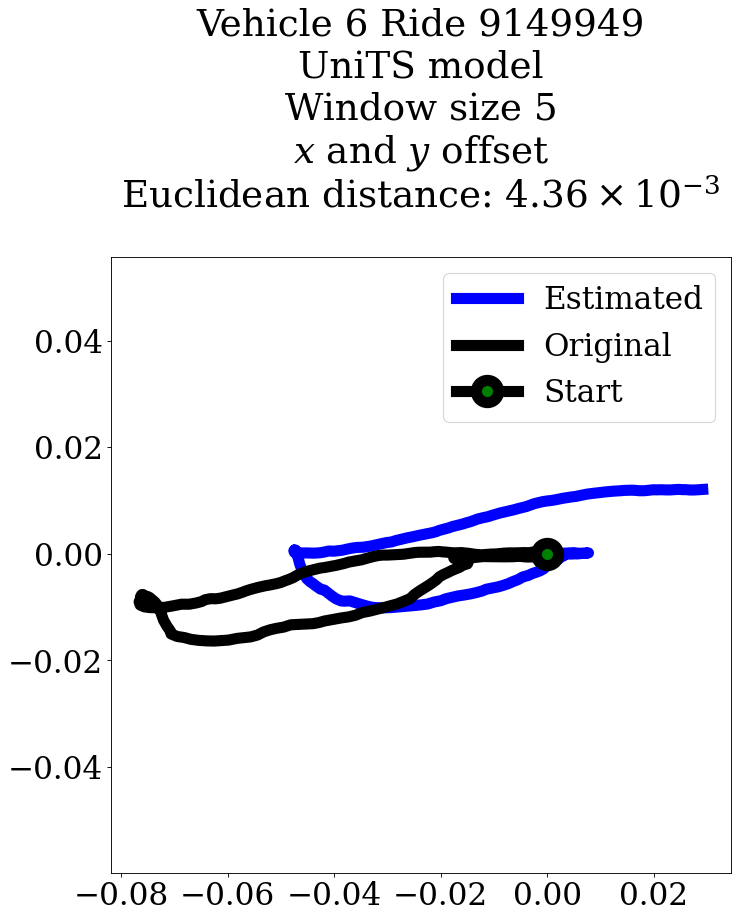 Vehicle 6 Ride 9149949
UniTS model
Window size 5
x and y offset
Euclidean distance: 4.36 × 10⁻³
Estimated
Original
Start
0.04
0.02
0.00
−0.02
−0.04
−0.08 −0.06 −0.04 −0.02 0.00 0.02